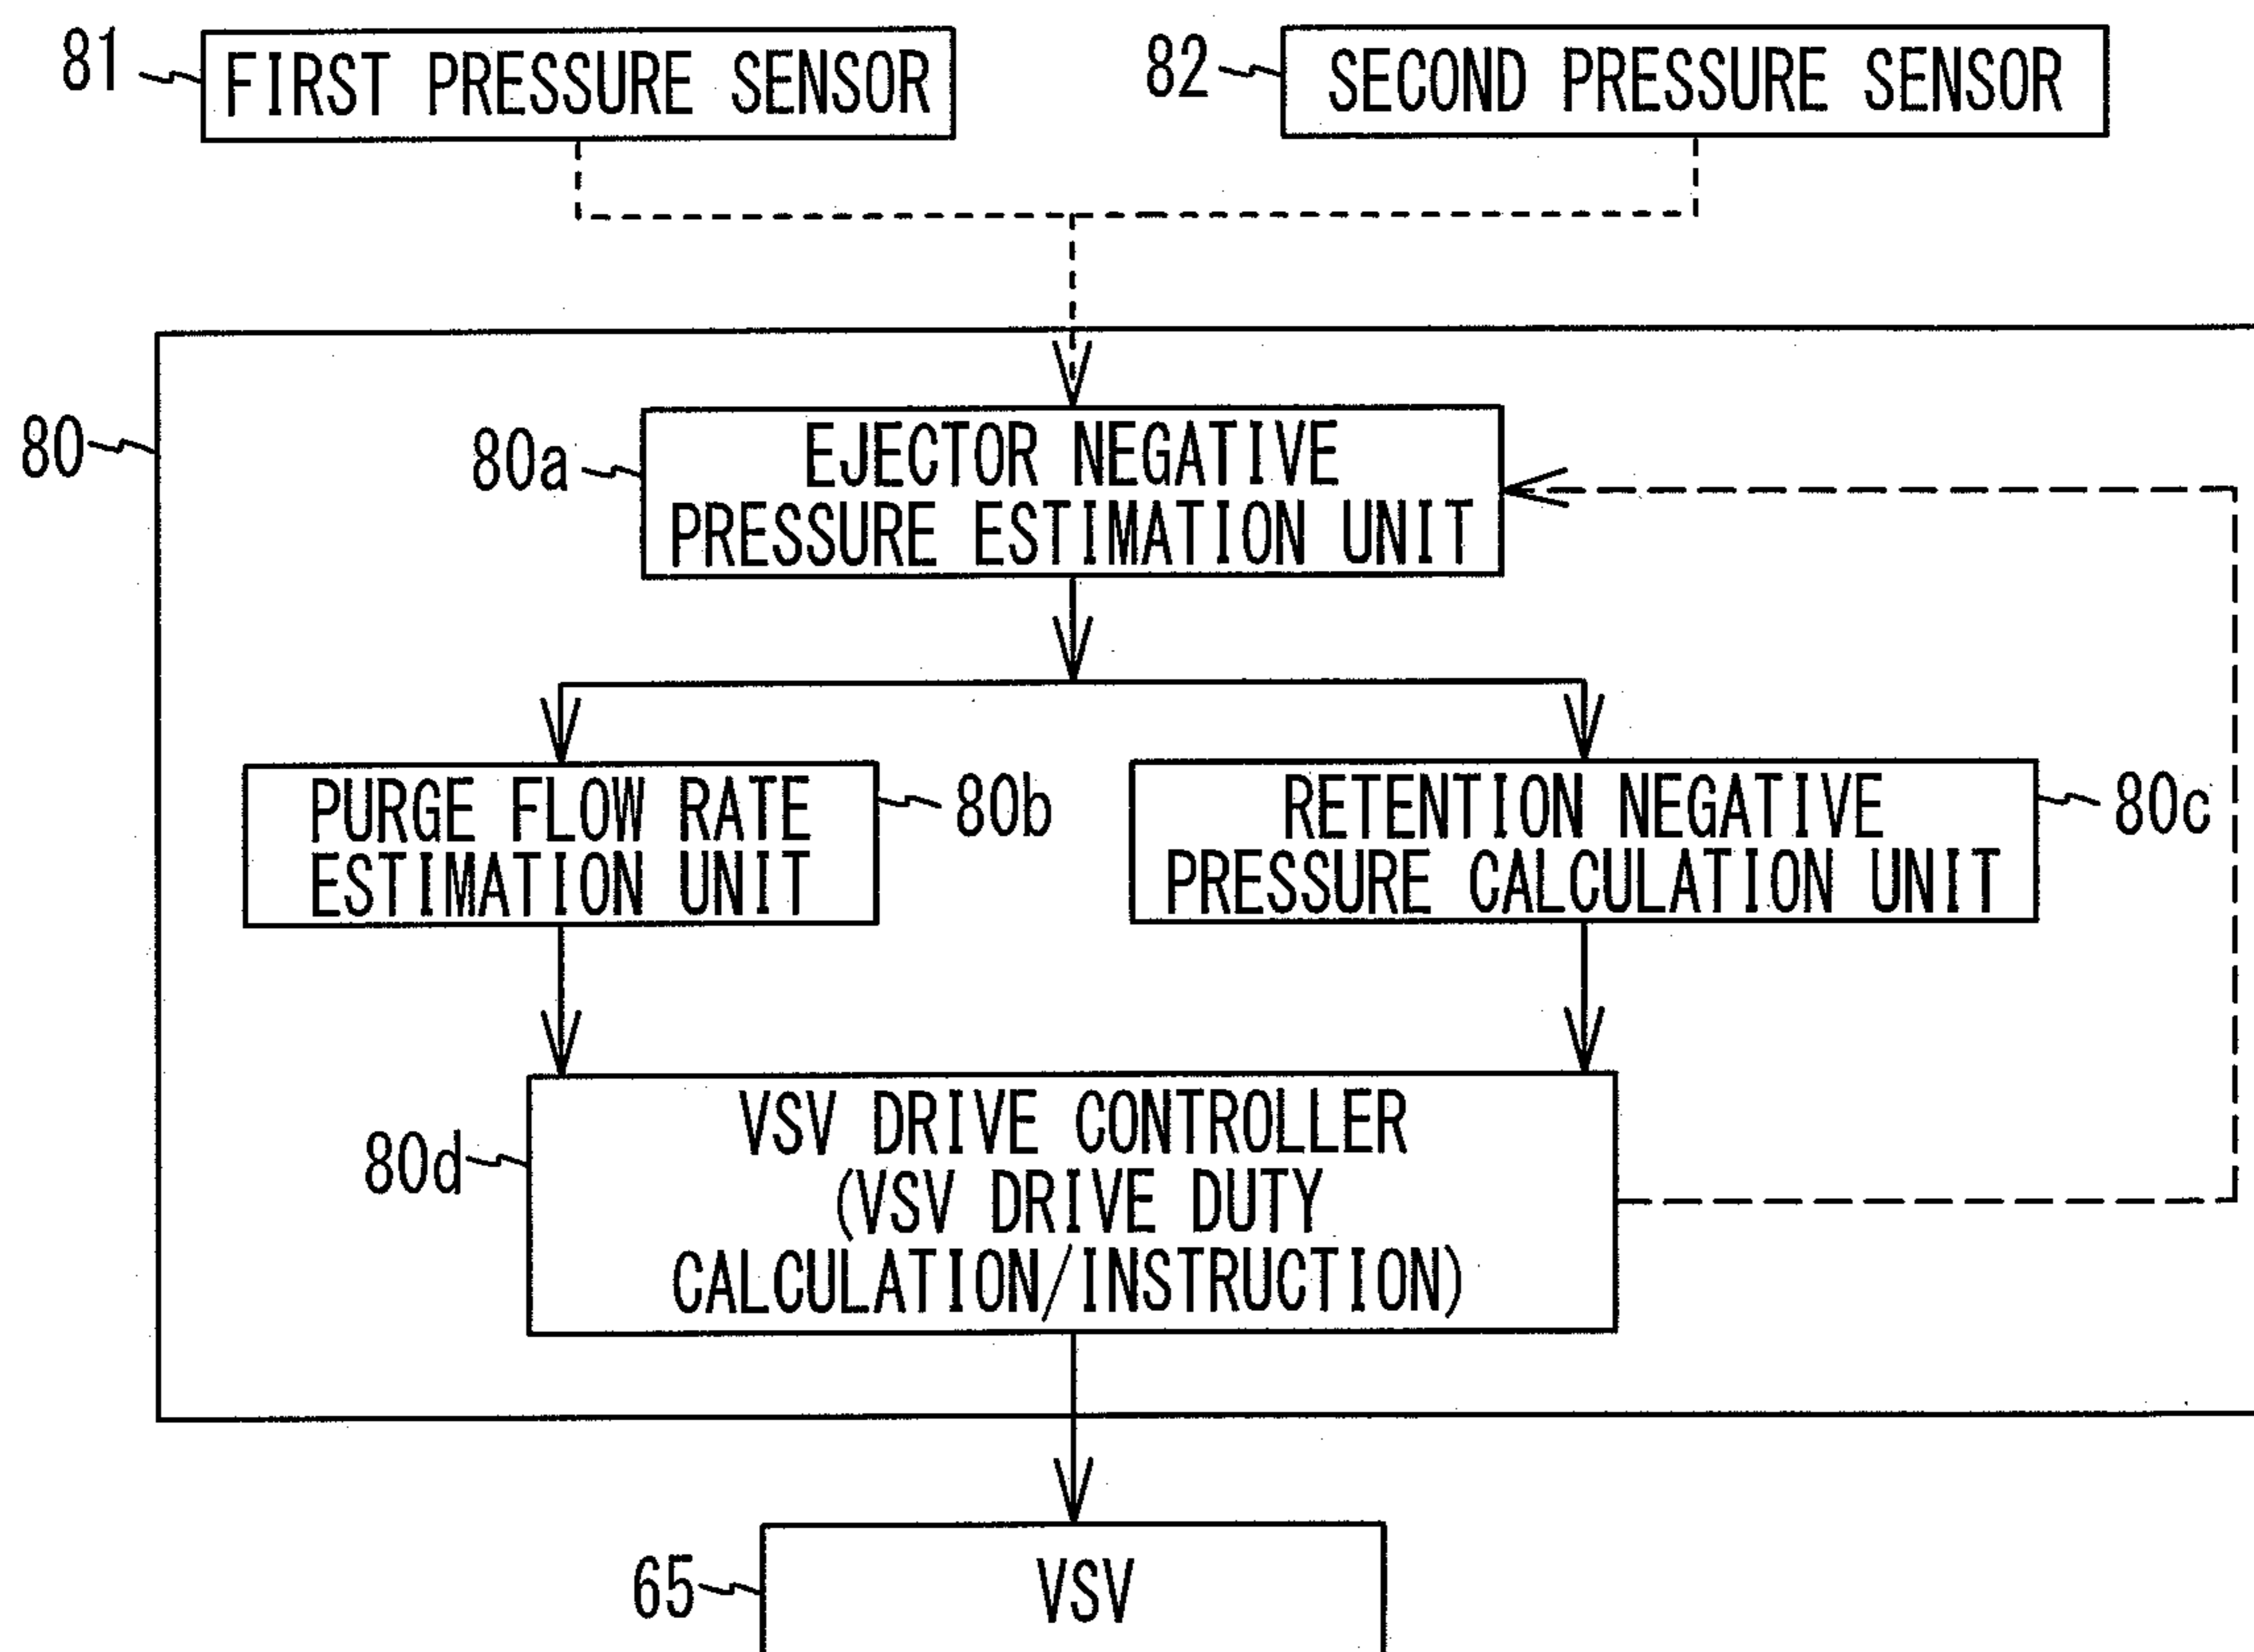 81
FIRST PRESSURE SENSOR
82
SECOND PRESSURE SENSOR
80
80a
EJECTOR NEGATIVE
PRESSURE ESTIMATION UNIT
PURGE FLOW RATE
ESTIMATION UNIT
80b
RETENTION NEGATIVE
PRESSURE CALCULATION UNIT
80c
80d
VSV DRIVE CONTROLLER
(VSV DRIVE DUTY
CALCULATION/INSTRUCTION)
65
VSV